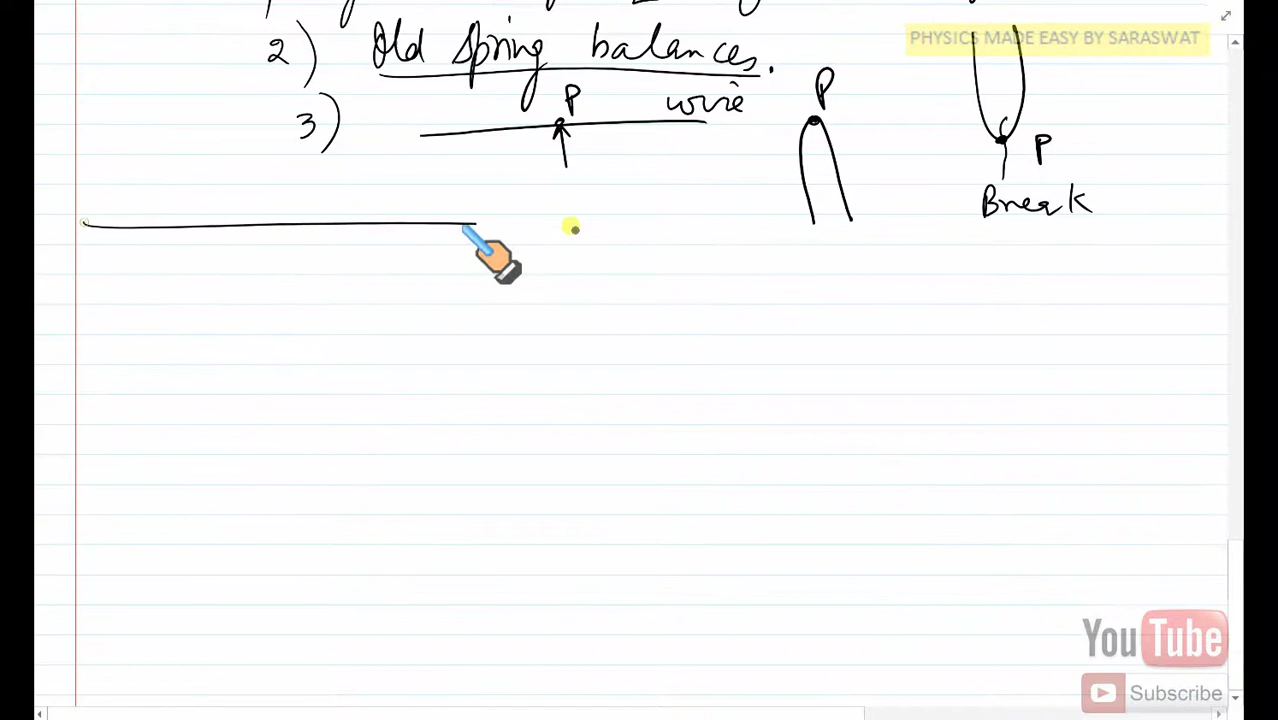 PHYSICS MADE EASY BY SARASWAT
2) Old Spring balances.
3) P wire P
P
Break
YouTube
Subscribe